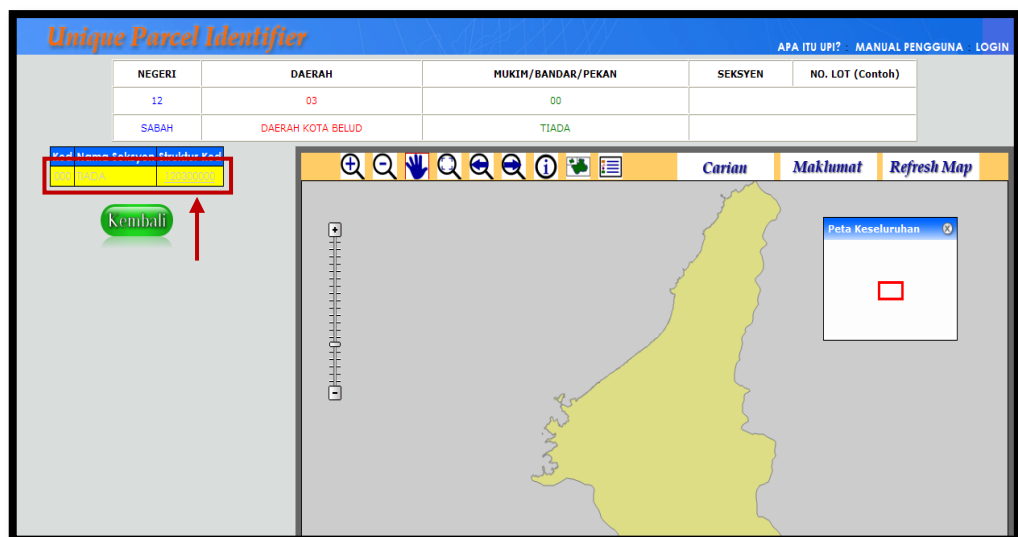 Unique Parcel Identifier
APA ITU UPI? : MANUAL PENGGUNA : LOGIN
NEGERI DAERAH MUKIM/BANDAR/PEKAN SEKSYEN NO. LOT (Contoh)
12 03 00
SABAH DAERAH KOTA BELUD TIADA
Kod Nama Seksyen Struktur Kod
000 TIADA 120300000
Kembali
Carian Maklumat Refresh Map
Peta Keseluruhan